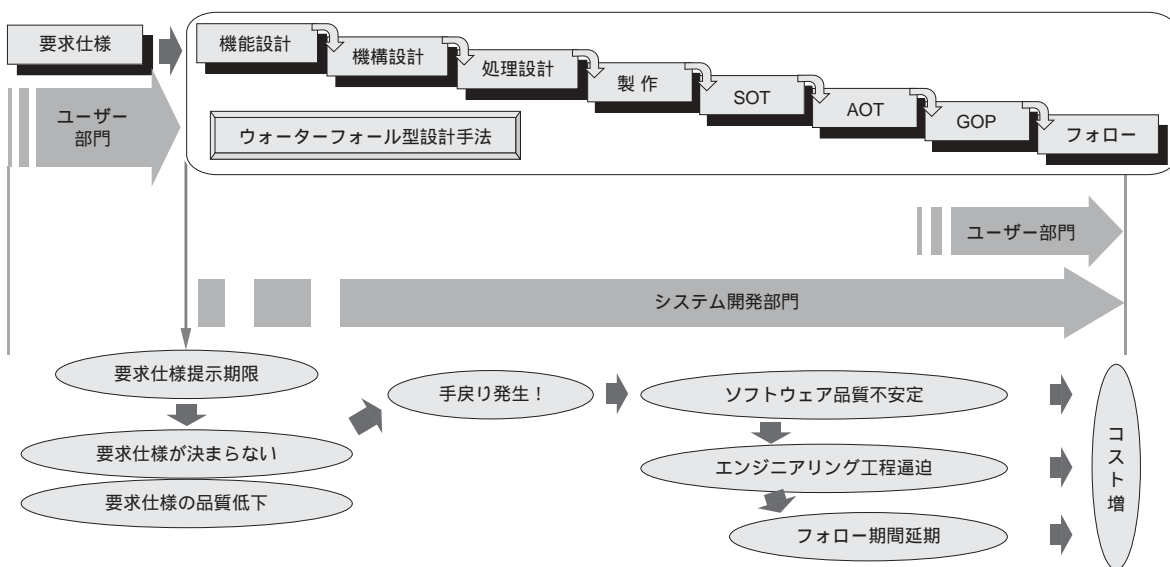 要求仕様
機能設計
機構設計
処理設計
製 作
SOT
AOT
GOP
フォロー
ユーザー
部門
ウォーターフォール型設計手法
ユーザー部門
システム開発部門
要求仕様提示期限
手戻り発生！
ソフトウェア品質不安定
要求仕様が決まらない
エンジニアリング工程逼迫
要求仕様の品質低下
フォロー期間延期
コスト増